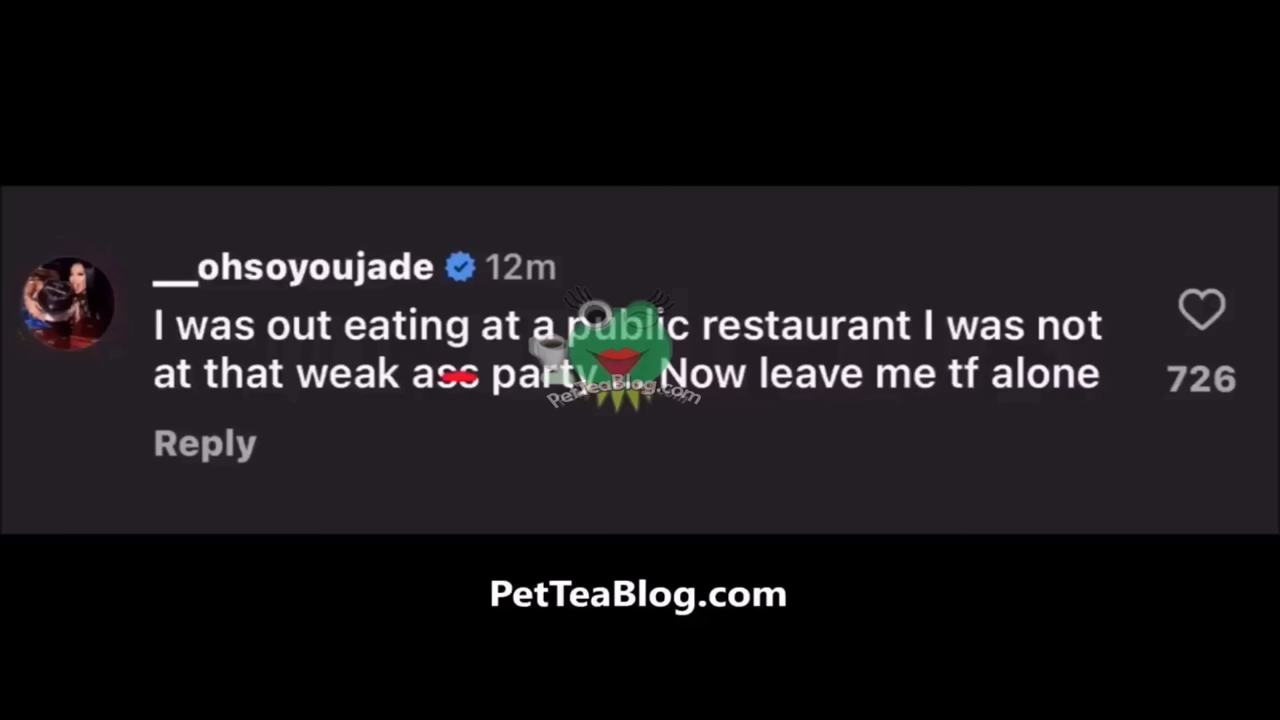 __ohsoyoujade 12m
I was out eating at a public restaurant I was not
at that weak ass party. Now leave me tf alone
726
Reply
PetTeaBlog.com
PetTeaBlog.com